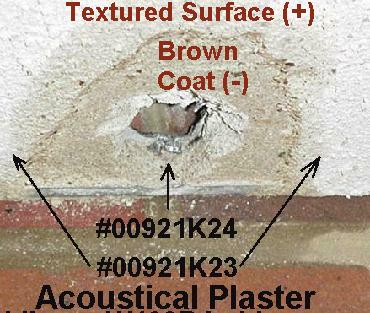 Textured Surface (+)
Brown
Coat (-)
#00921K24
#00921K23
Acoustical Plaster